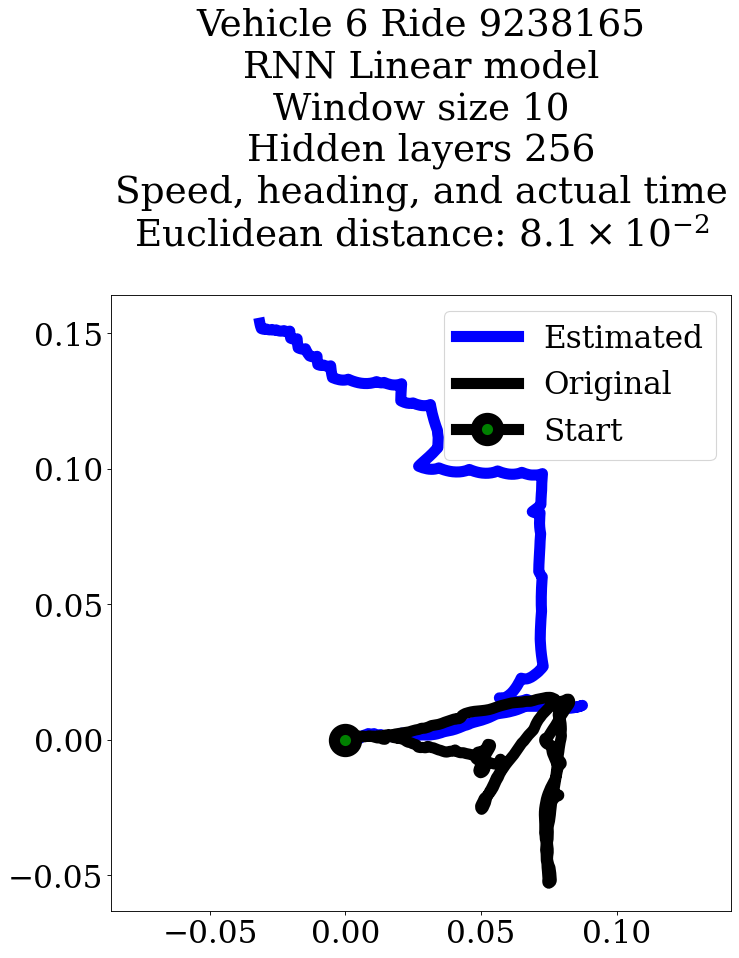 Vehicle 6 Ride 9238165
RNN Linear model
Window size 10
Hidden layers 256
Speed, heading, and actual time
Euclidean distance: 8.1 × 10⁻²
Estimated
Original
Start
0.15
0.10
0.05
0.00
−0.05
−0.05
0.00
0.05
0.10